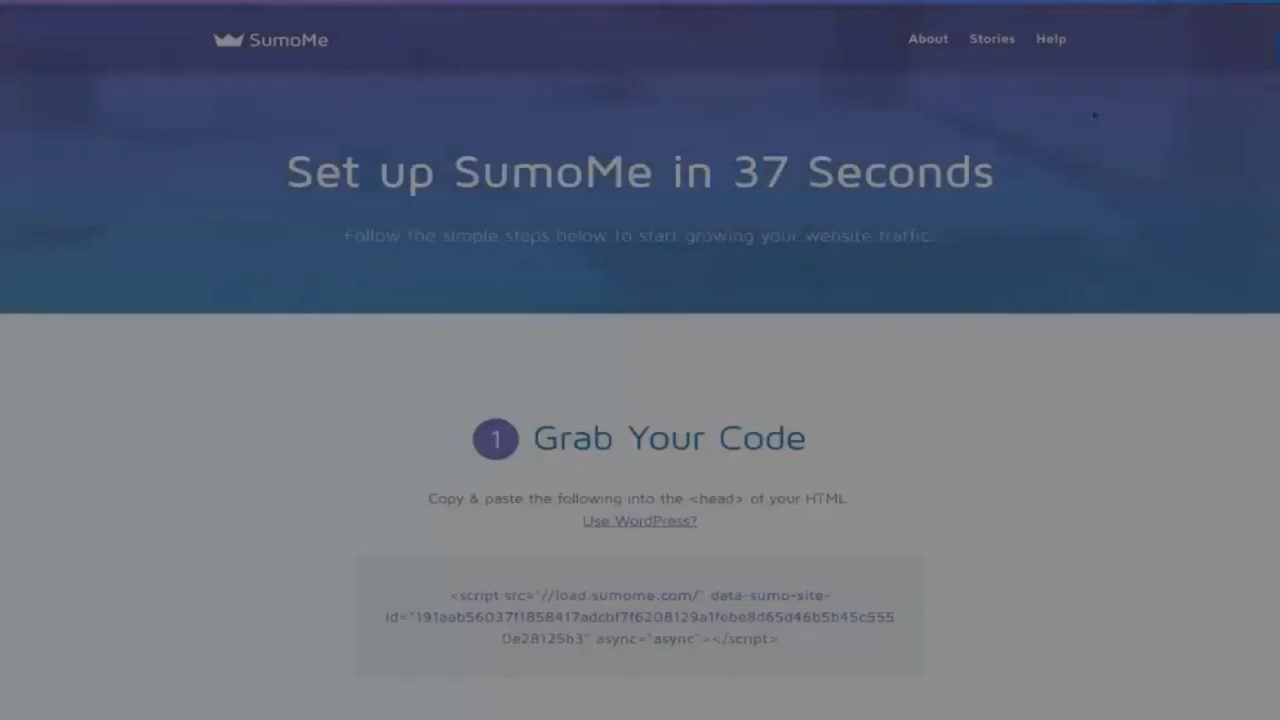 SumoMe
About Stories Help
Set up SumoMe in 37 Seconds
Follow the simple steps below to start growing your website traffic.
1 Grab Your Code
Copy & paste the following into the <head> of your HTML.
Use WordPress?
<script src="//load.sumome.com/" data-sumo-site-
id="191aab56037f1858417adcbf7f6208129a1febe8d65d46b5b45c555
0e28125b3" async="async"></script>